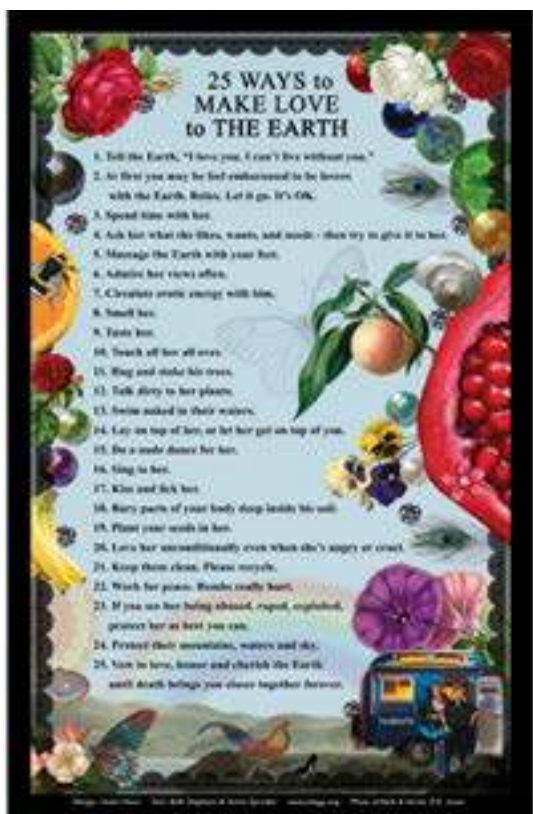 25 WAYS to
MAKE LOVE
to THE EARTH
1. Tell the Earth, "I love you. I can't live without you."
2. At first you may be feel embarrassed to be lovers
with the Earth. Relax. Let it go. It's OK.
3. Spend time with her.
4. Ask her what she likes, wants, and needs - then try to give it to her.
5. Massage the Earth with your feet.
6. Admire her views often.
7. Circulate erotic energy with him.
8. Smell her.
9. Taste her.
10. Touch all her all over.
11. Hug and stroke his trees.
12. Talk dirty to her plants.
13. Swim naked in their waters.
14. Lay on top of her, or let her get on top of you.
15. Do a nude dance for her.
16. Sing to her.
17. Kiss and lick her.
18. Bury parts of your body deep inside his soil.
19. Plant your seeds in her.
20. Love her unconditionally even when she's angry or cruel.
21. Keep them clean. Please recycle.
22. Work for peace. Bombs really hurt.
23. If you see her being abused, raped, exploited,
protect her as best you can.
24. Protect their mountains, waters and sky.
25. Vow to love, honor and cherish the Earth
until death brings you closer together forever.